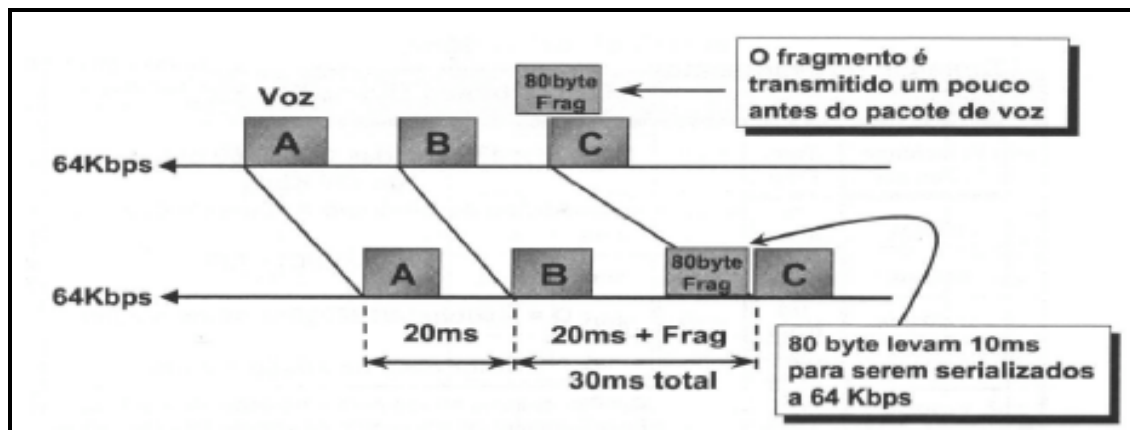 O fragmento é
transmitido um pouco
antes do pacote de voz
80byte
Frag
Voz
A
B
C
64Kbps
A
B
80byte
Frag
C
64Kbps
20ms
20ms + Frag
30ms total
80 byte levam 10ms
para serem serializados
a 64 Kbps